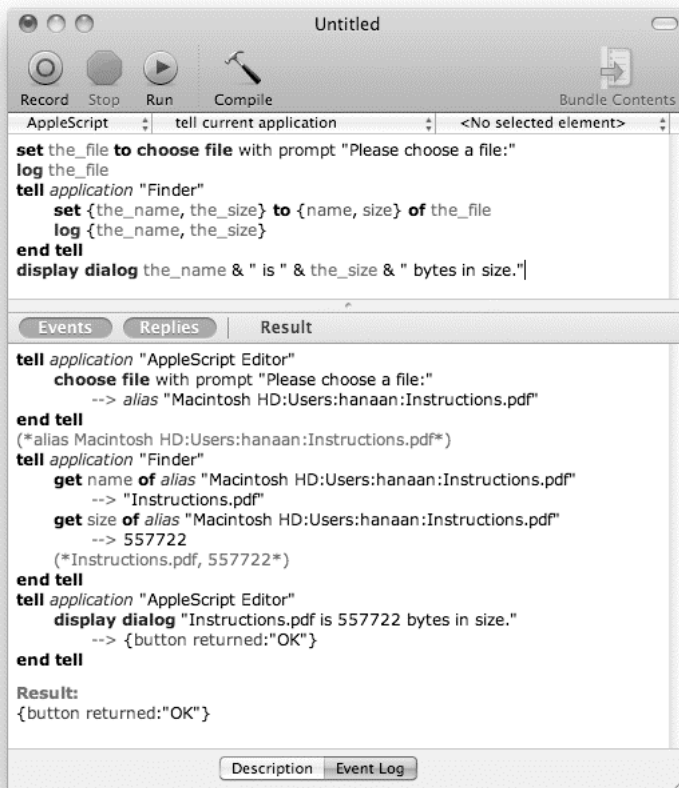 Untitled
Record Stop Run Compile Bundle Contents
AppleScript tell current application <No selected element>
set the_file to choose file with prompt "Please choose a file:"
log the_file
tell application "Finder"
set {the_name, the_size} to {name, size} of the_file
log {the_name, the_size}
end tell
display dialog the_name & " is " & the_size & " bytes in size."
Events Replies Result
tell application "AppleScript Editor"
choose file with prompt "Please choose a file:"
--> alias "Macintosh HD:Users:hanaan:Instructions.pdf"
end tell
(*alias Macintosh HD:Users:hanaan:Instructions.pdf*)
tell application "Finder"
get name of alias "Macintosh HD:Users:hanaan:Instructions.pdf"
--> "Instructions.pdf"
get size of alias "Macintosh HD:Users:hanaan:Instructions.pdf"
--> 557722
(*Instructions.pdf, 557722*)
end tell
tell application "AppleScript Editor"
display dialog "Instructions.pdf is 557722 bytes in size."
--> {button returned:"OK"}
end tell
Result:
{button returned:"OK"}
Description Event Log